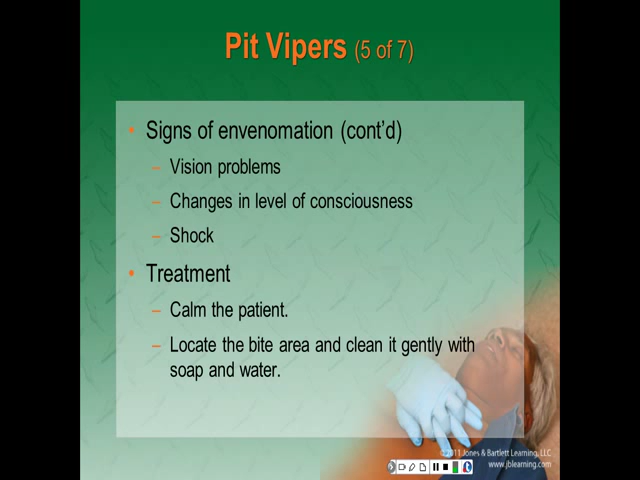 Pit Vipers (5 of 7)
• Signs of envenomation (cont'd)
– Vision problems
– Changes in level of consciousness
– Shock
• Treatment
– Calm the patient.
– Locate the bite area and clean it gently with
soap and water.
© 2011 Jones & Bartlett Learning, LLC
www.jblearning.com